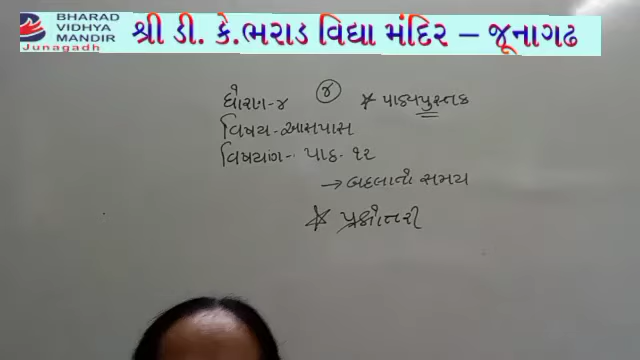 BHARAD
VIDHYA
MANDIR
Junagadh
શ્રી ડી. કે.ભરાડ વિદ્યા મંદિર – જૂનાગઢ
ધોરણ-૪ ૪ * પાઠ્યપુસ્તક
વિષય-આસપાસ
વિષયાંગ- પાઠ-૧૨
→ બદલાતો સમય
* પ્રશ્નોતરી